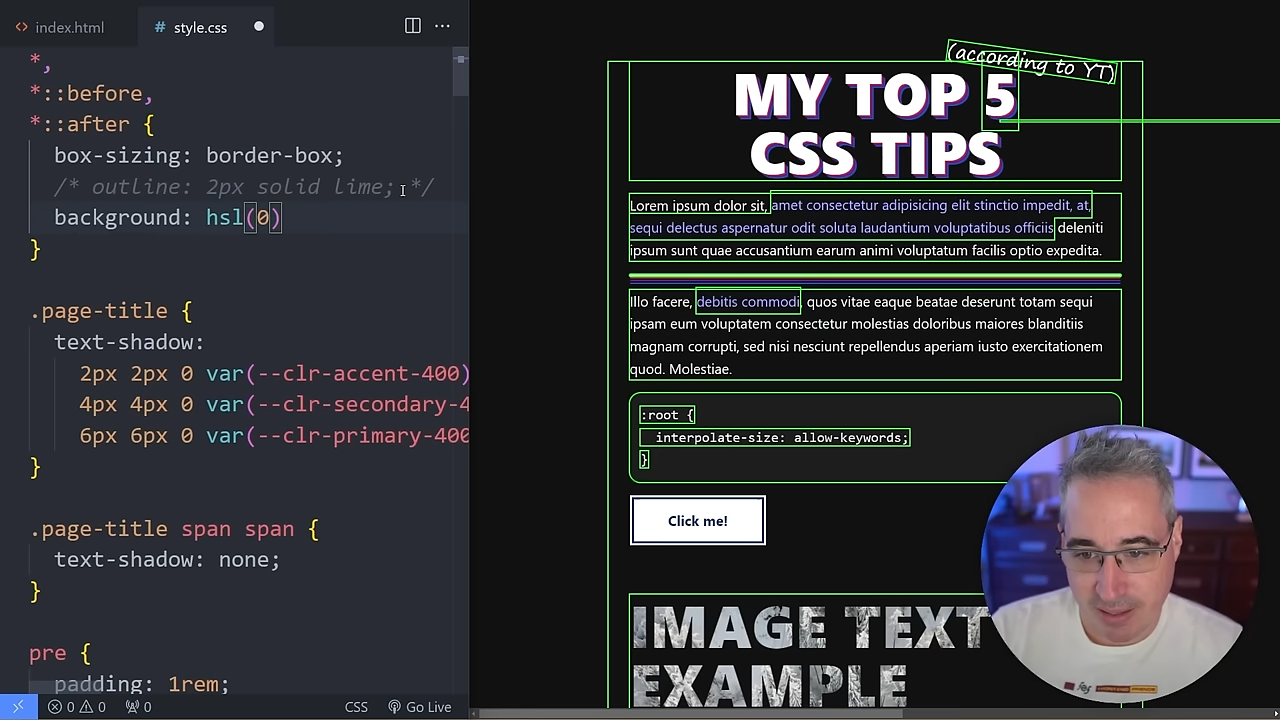 index.html
# style.css
*,
*::before,
*::after {
box-sizing: border-box;
/* outline: 2px solid lime; */
background: hsl(0)
}
.page-title {
text-shadow:
2px 2px 0 var(--clr-accent-400)
4px 4px 0 var(--clr-secondary-4
6px 6px 0 var(--clr-primary-400
}
.page-title span span {
text-shadow: none;
}
pre {
padding: 1rem;
0 0 0
CSS
Go Live
(according to YT)
MY TOP 5
CSS TIPS
Lorem ipsum dolor sit, amet consectetur adipisicing elit stinctio impedit, at,
sequi delectus aspernatur odit soluta laudantium voluptatibus officiis deleniti
ipsum sunt quae accusantium earum animi voluptatum facilis optio expedita.
Illo facere, debitis commodi, quos vitae eaque beatae deserunt totam sequi
ipsam eum voluptatem consectetur molestias doloribus maiores blanditiis
magnam corrupti, sed nisi nesciunt repellendus aperiam iusto exercitationem
quod. Molestiae.
:root {
interpolate-size: allow-keywords;
}
Click me!
IMAGE TEXT
EXAMPLE